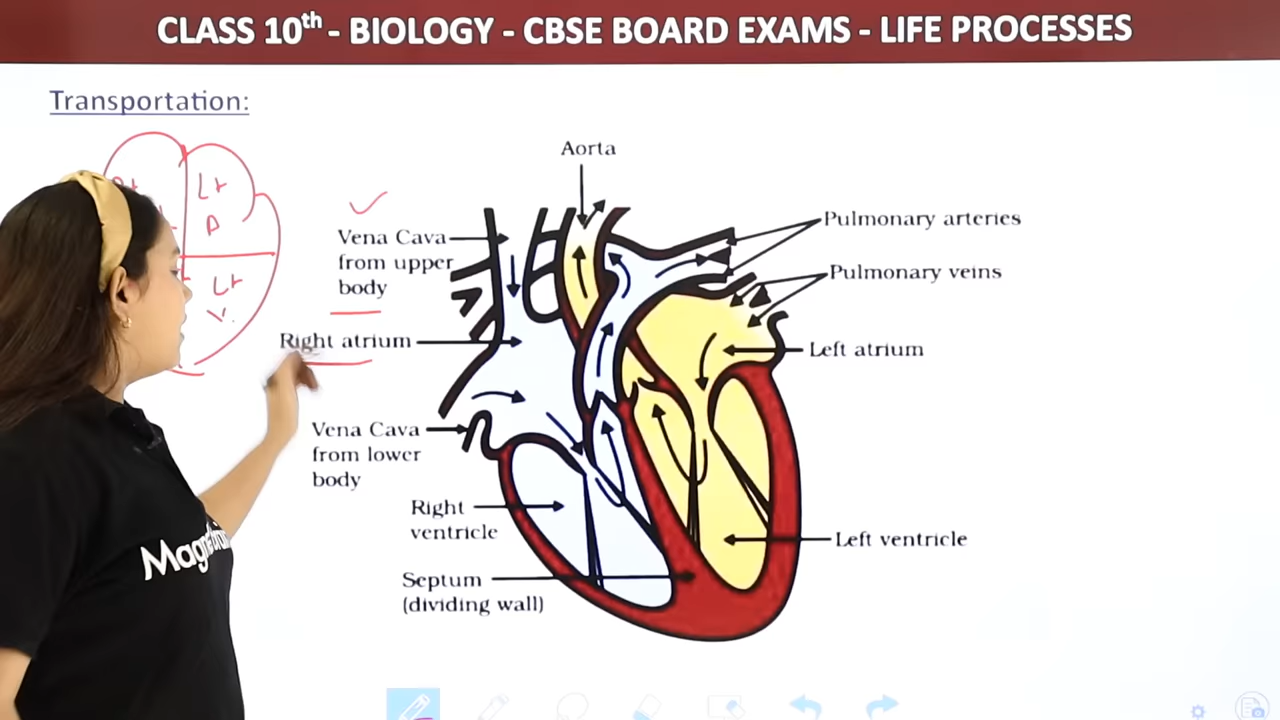 CLASS 10th - BIOLOGY - CBSE BOARD EXAMS - LIFE PROCESSES
Transportation:
Aorta
Lt
A
Lt
V.
Vena Cava
from upper
body
Pulmonary arteries
Pulmonary veins
Right atrium
Left atrium
Vena Cava
from lower
body
Right
ventricle
Left ventricle
Septum
(dividing wall)